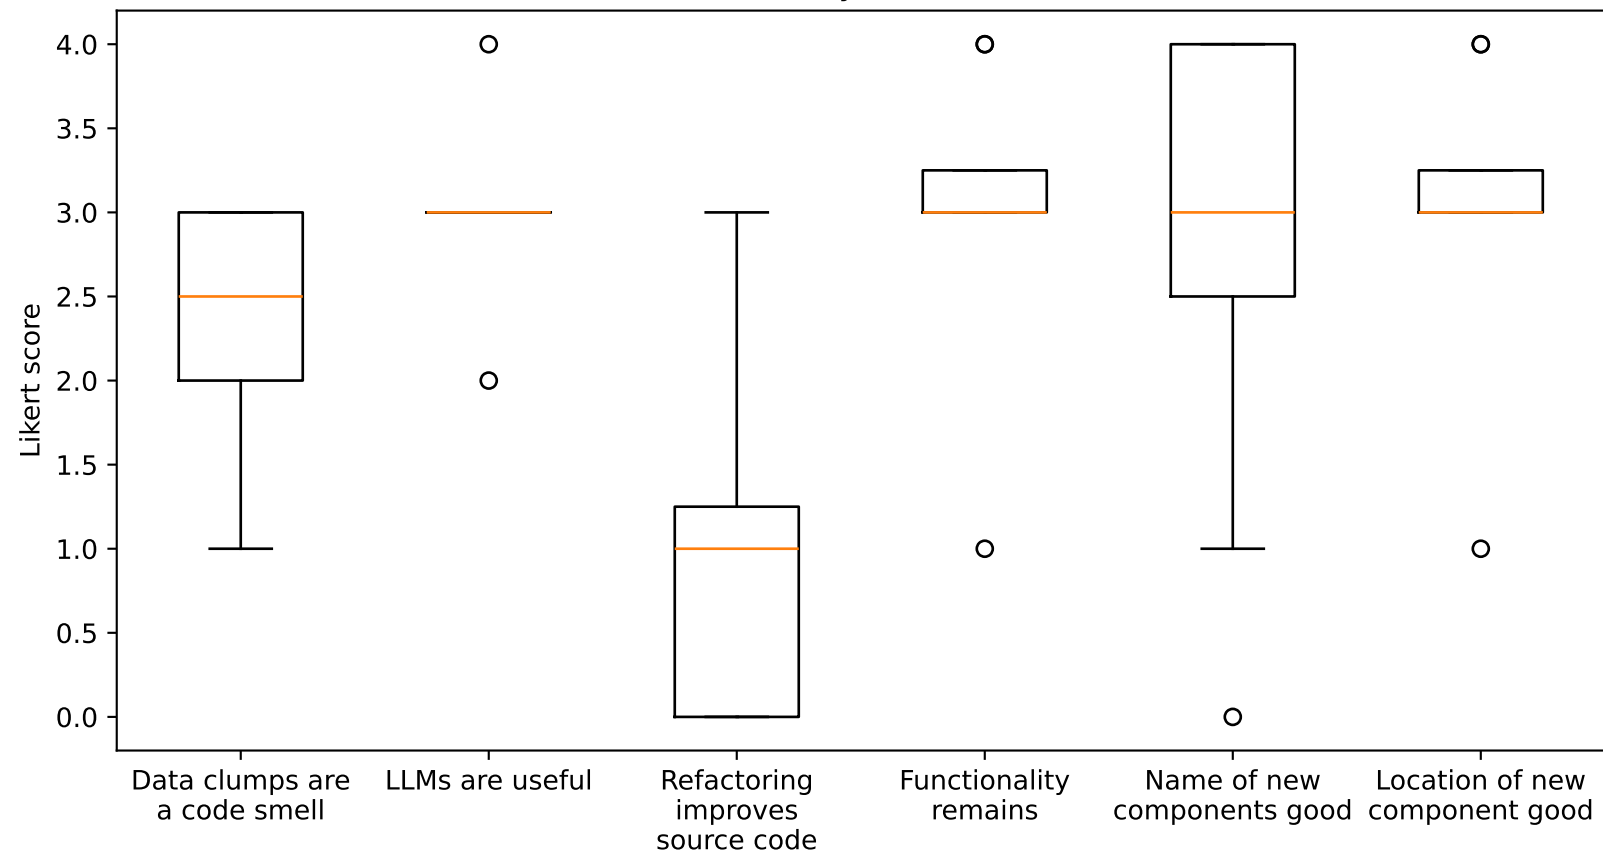 4.0
3.5
3.0
2.5
2.0
1.5
1.0
0.5
0.0
Likert score
Data clumps are
a code smell
LLMs are useful
Refactoring
improves
source code
Functionality
remains
Name of new
components good
Location of new
component good